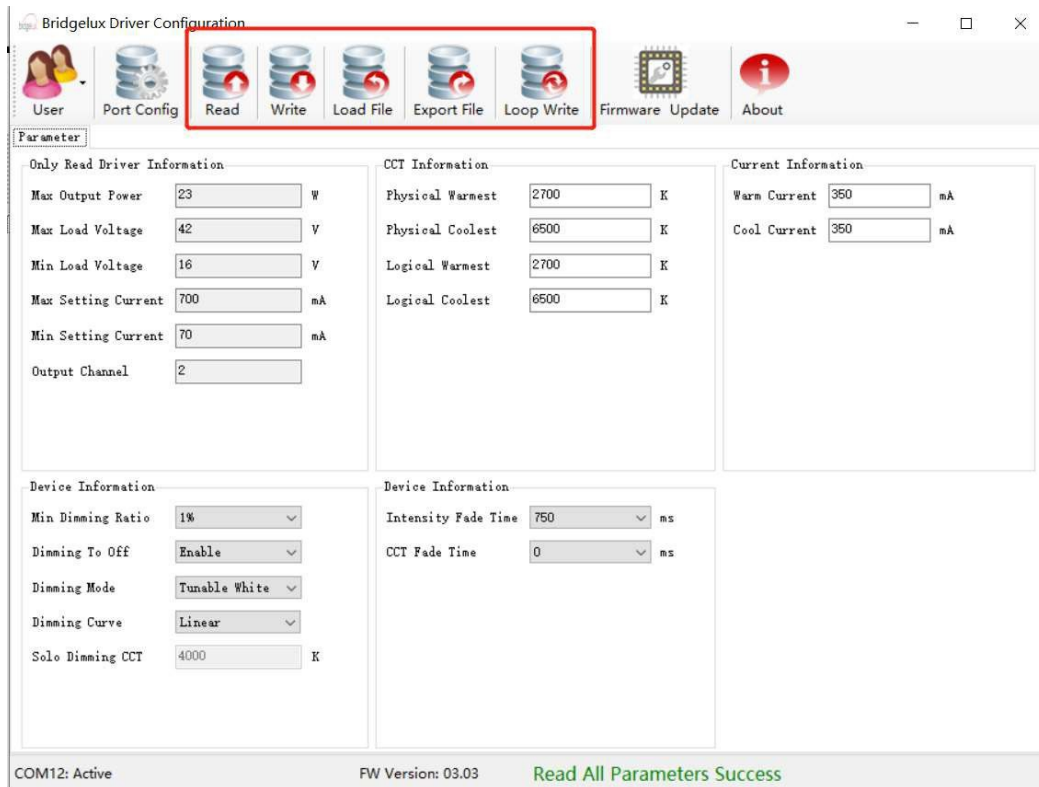 Bridgelux Driver Configuration
User Port Config Read Write Load File Export File Loop Write Firmware Update About
Parameter
Only Read Driver Information
Max Output Power 23 W
Max Load Voltage 42 V
Min Load Voltage 16 V
Max Setting Current 700 mA
Min Setting Current 70 mA
Output Channel 2
CCT Information
Physical Warmest 2700 K
Physical Coolest 6500 K
Logical Warmest 2700 K
Logical Coolest 6500 K
Current Information
Warm Current 350 mA
Cool Current 350 mA
Device Information
Min Dimming Ratio 1%
Dimming To Off Enable
Dimming Mode Tunable White
Dimming Curve Linear
Solo Dimming CCT 4000 K
Device Information
Intensity Fade Time 750 ms
CCT Fade Time 0 ms
COM12: Active FW Version: 03.03 Read All Parameters Success